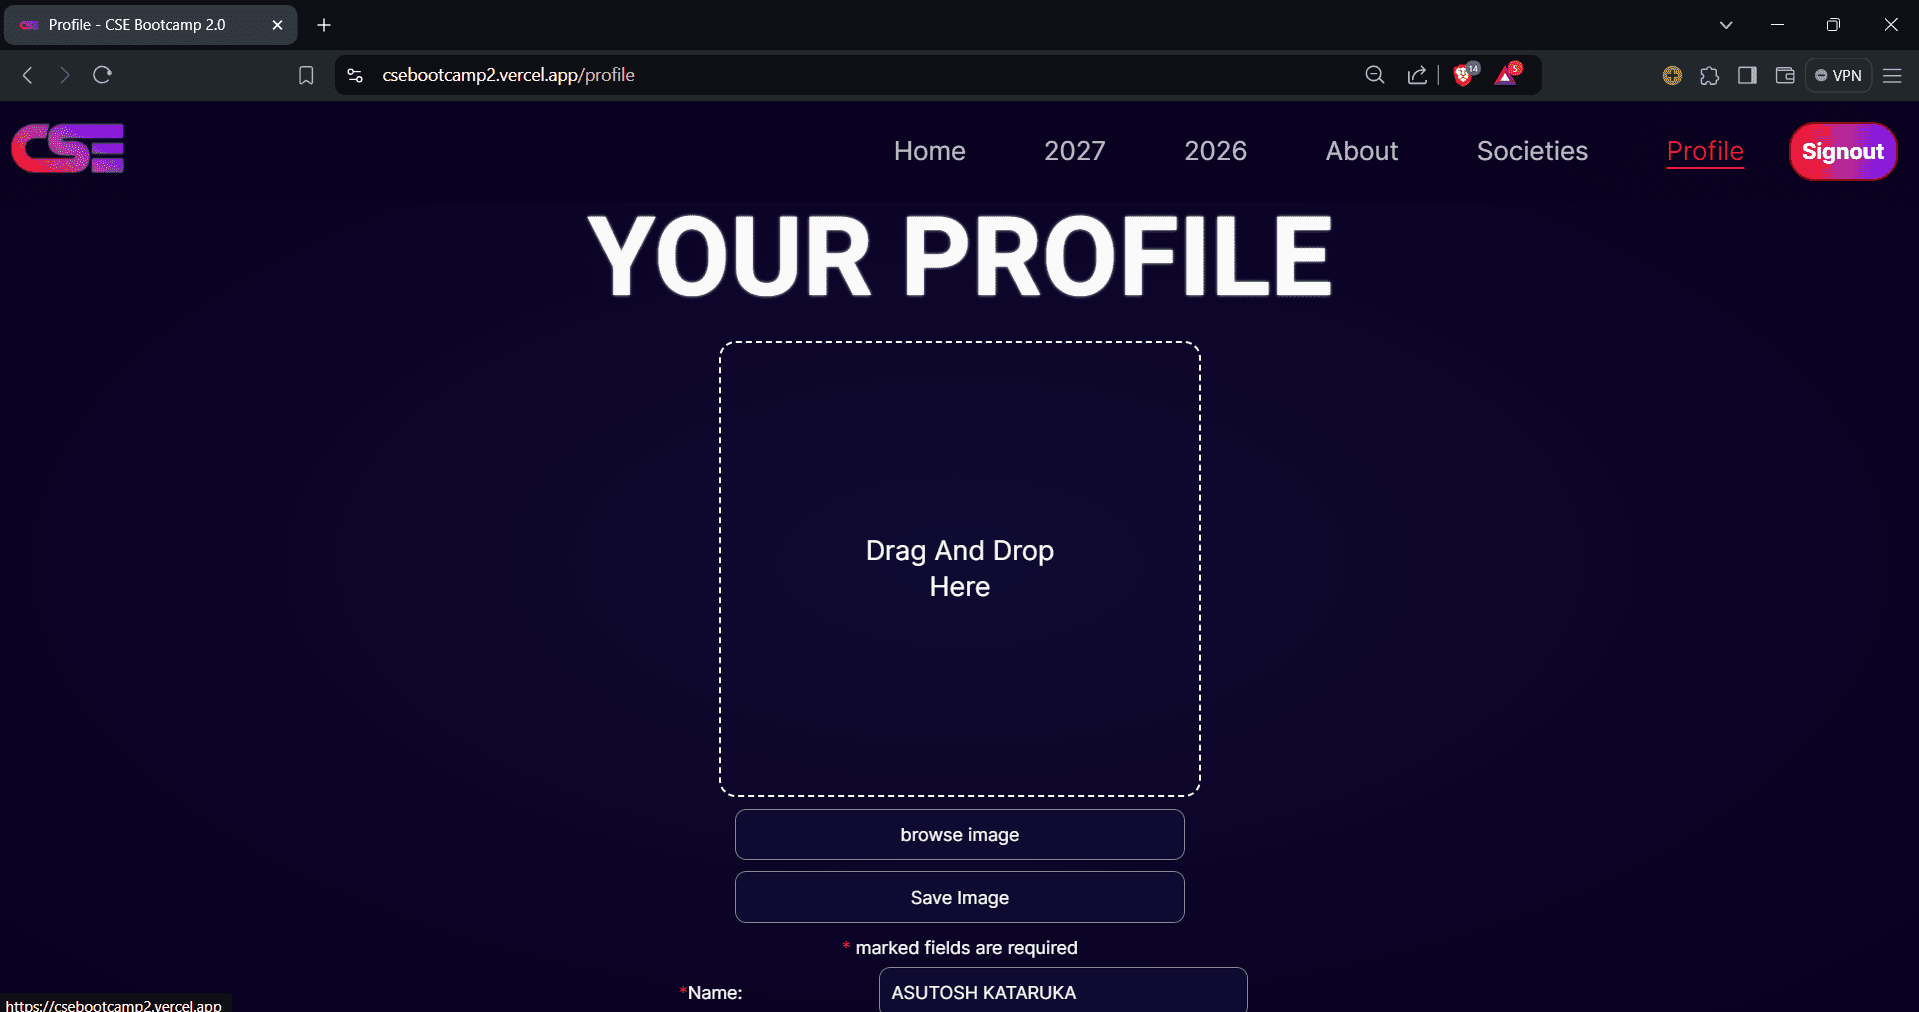 CSE Profile - CSE Bootcamp 2.0
csebootcamp2.vercel.app/profile
14
5
VPN
CSE
Home
2027
2026
About
Societies
Profile
Signout
YOUR PROFILE
Drag And Drop
Here
browse image
Save Image
* marked fields are required
*Name:
ASUTOSH KATARUKA
https://csebootcamp2.vercel.app